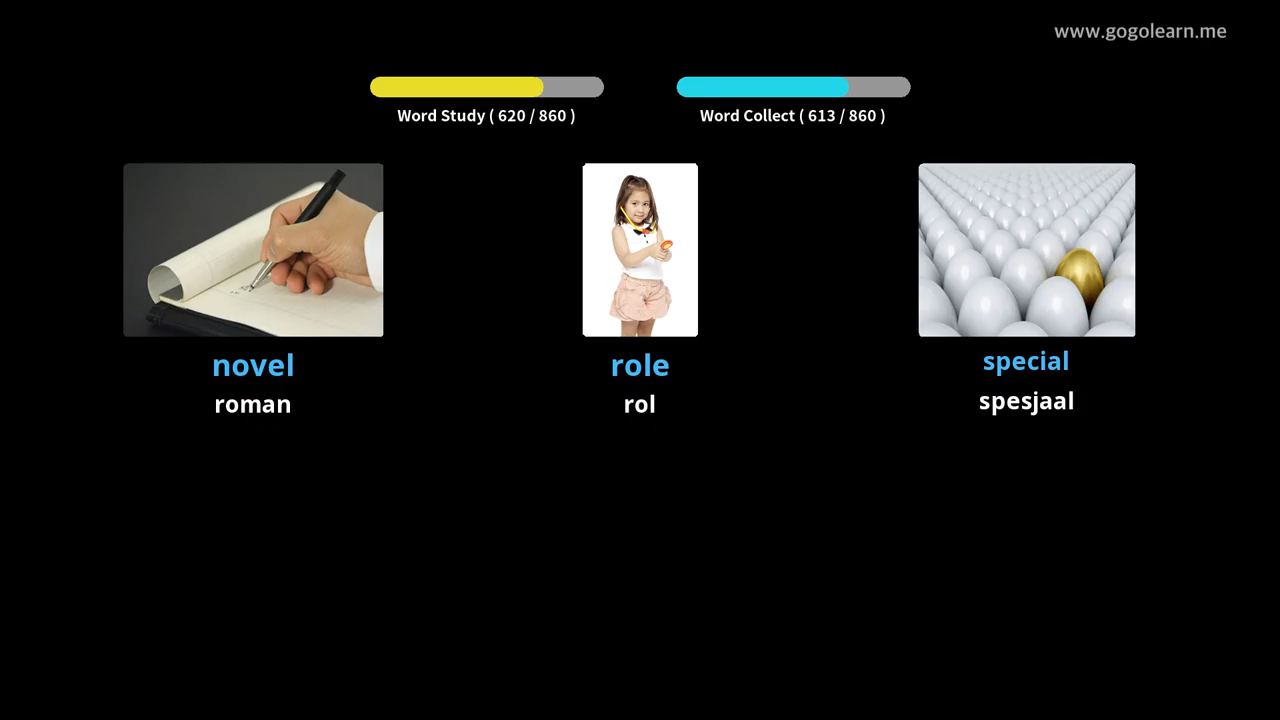 www.gogolearn.me
Word Study ( 620 / 860 )
Word Collect ( 613 / 860 )
novel
roman
role
rol
special
spesjaal